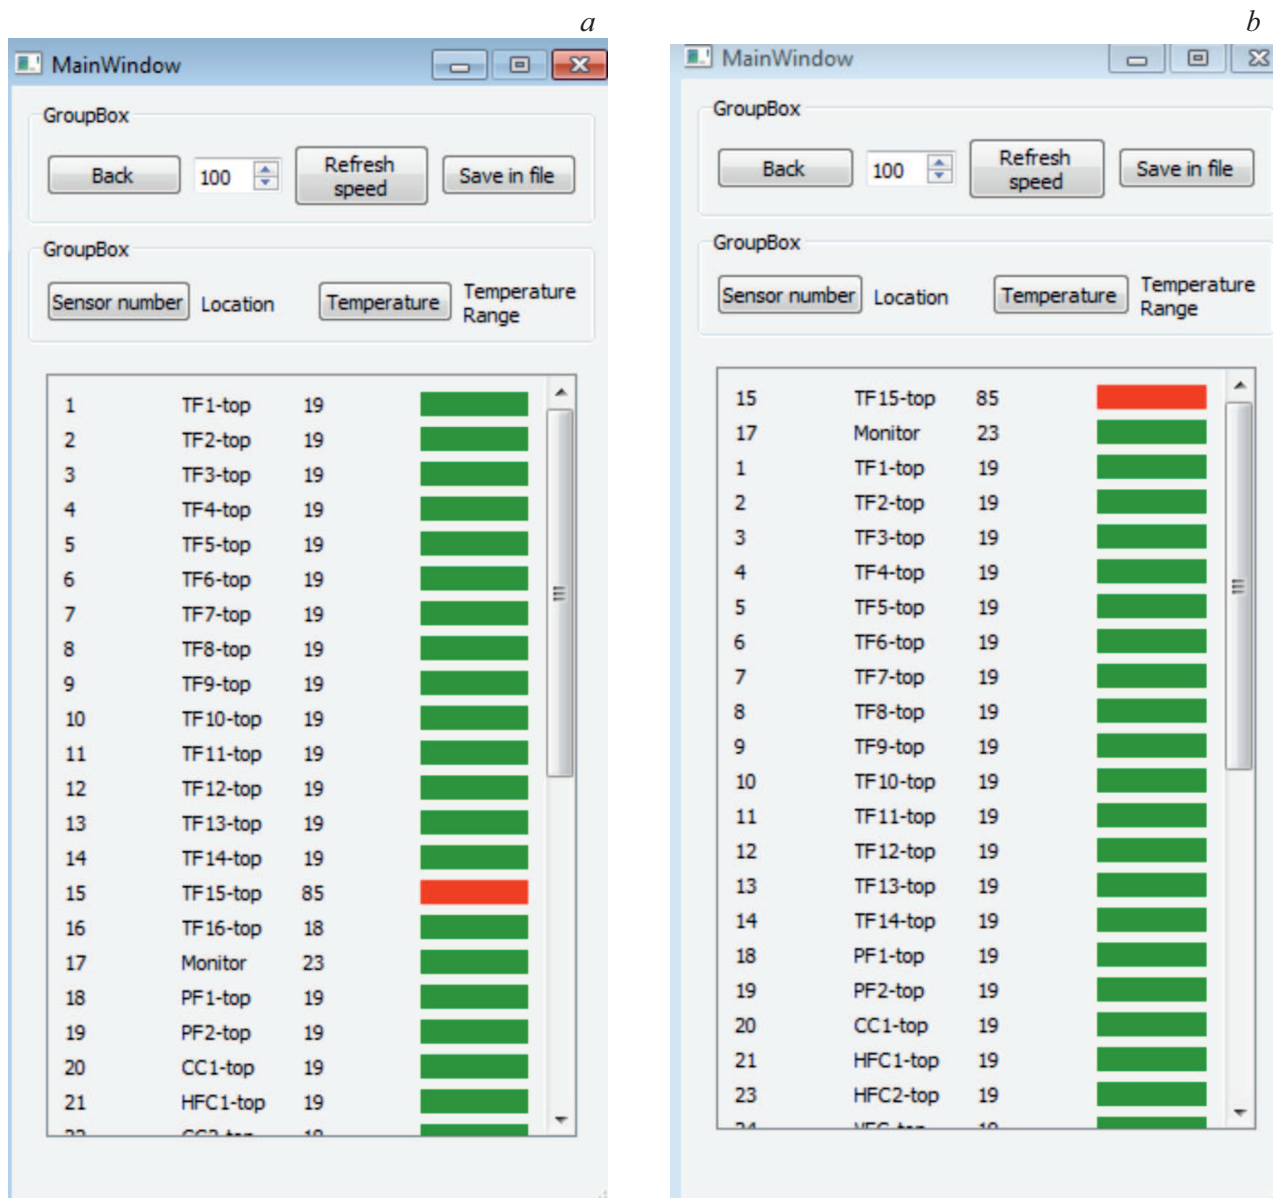 a
MainWindow
GroupBox
Back 100 Refresh speed Save in file
GroupBox
Sensor number Location Temperature Temperature Range
1 TF1-top 19
2 TF2-top 19
3 TF3-top 19
4 TF4-top 19
5 TF5-top 19
6 TF6-top 19
7 TF7-top 19
8 TF8-top 19
9 TF9-top 19
10 TF10-top 19
11 TF11-top 19
12 TF12-top 19
13 TF13-top 19
14 TF14-top 19
15 TF15-top 85
16 TF16-top 18
17 Monitor 23
18 PF1-top 19
19 PF2-top 19
20 CC1-top 19
21 HFC1-top 19
b
MainWindow
GroupBox
Back 100 Refresh speed Save in file
GroupBox
Sensor number Location Temperature Temperature Range
15 TF15-top 85
17 Monitor 23
1 TF1-top 19
2 TF2-top 19
3 TF3-top 19
4 TF4-top 19
5 TF5-top 19
6 TF6-top 19
7 TF7-top 19
8 TF8-top 19
9 TF9-top 19
10 TF10-top 19
11 TF11-top 19
12 TF12-top 19
13 TF13-top 19
14 TF14-top 19
18 PF1-top 19
19 PF2-top 19
20 CC1-top 19
21 HFC1-top 19
23 HFC2-top 19